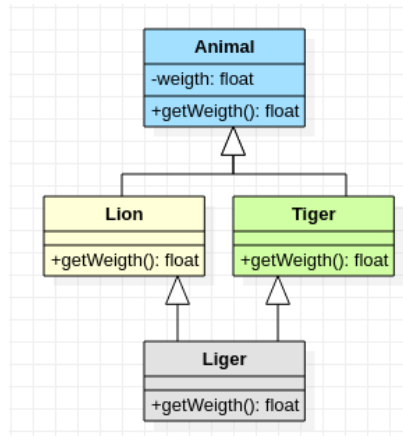 Animal
-weigth: float
+getWeigth(): float
Lion
+getWeigth(): float
Tiger
+getWeigth(): float
Liger
+getWeigth(): float